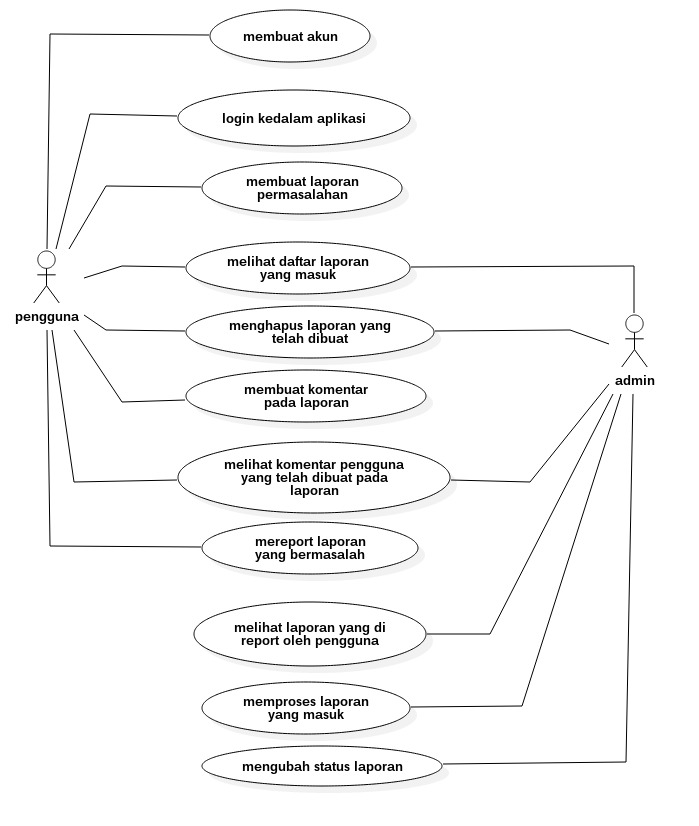 membuat akun
login kedalam aplikasi
membuat laporan
permasalahan
melihat daftar laporan
yang masuk
pengguna
menghapus laporan yang
telah dibuat
admin
membuat komentar
pada laporan
melihat komentar pengguna
yang telah dibuat pada
laporan
mereport laporan
yang bermasalah
melihat laporan yang di
report oleh pengguna
memproses laporan
yang masuk
mengubah status laporan